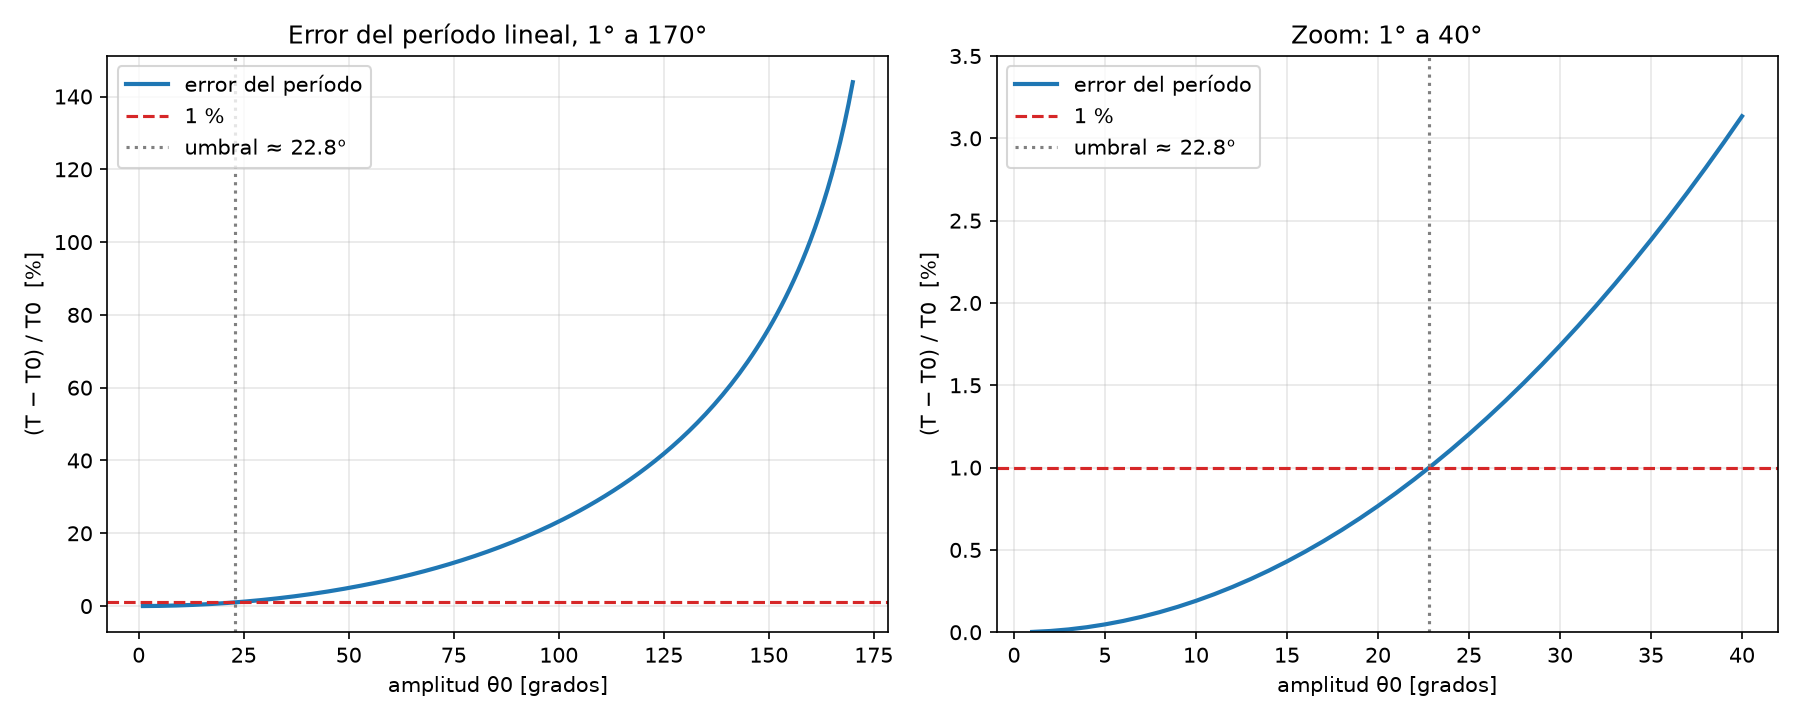 Error del período lineal, 1° a 170°
error del período
1 %
umbral ≈ 22.8°
(T − T0) / T0 [%]
140
120
100
80
60
40
20
0
0 25 50 75 100 125 150 175
amplitud θ0 [grados]
Zoom: 1° a 40°
error del período
1 %
umbral ≈ 22.8°
(T − T0) / T0 [%]
3.5
3.0
2.5
2.0
1.5
1.0
0.5
0.0
0 5 10 15 20 25 30 35 40
amplitud θ0 [grados]